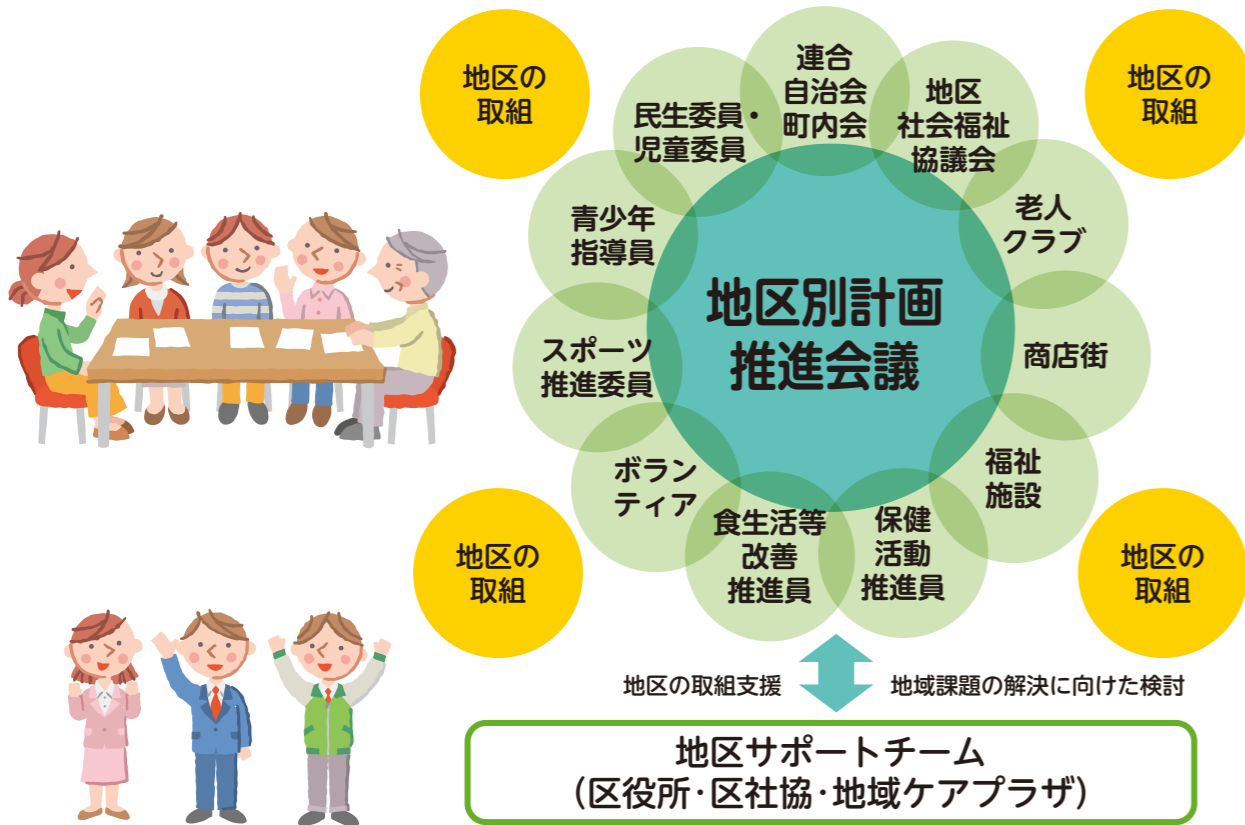 地区の
取組
連合
自治会
町内会
地区
社会福祉
協議会
地区の
取組
民生委員・
児童委員
老人
クラブ
青少年
指導員
地区別計画
推進会議
商店街
スポーツ
推進委員
福祉
施設
ボラン
ティア
食生活等
改善
推進員
保健
活動
推進員
地区の
取組
地区の
取組
地区の取組支援
地域課題の解決に向けた検討
地区サポートチーム
（区役所・区社協・地域ケアプラザ）